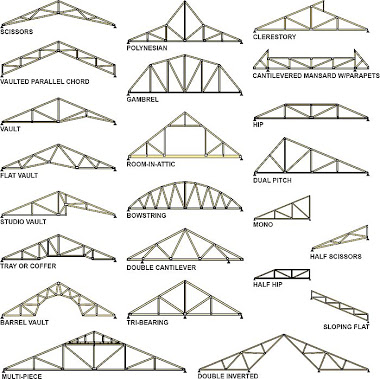 SCISSORS
VAULTED PARALLEL CHORD
VAULT
FLAT VAULT
STUDIO VAULT
TRAY OR COFFER
BARREL VAULT
MULTI-PIECE
POLYNESIAN
GAMBREL
ROOM-IN-ATTIC
BOWSTRING
DOUBLE CANTILEVER
TRI-BEARING
CLERESTORY
CANTILEVERED MANSARD W/PARAPETS
HIP
DUAL PITCH
MONO
HALF SCISSORS
HALF HIP
SLOPING FLAT
DOUBLE INVERTED